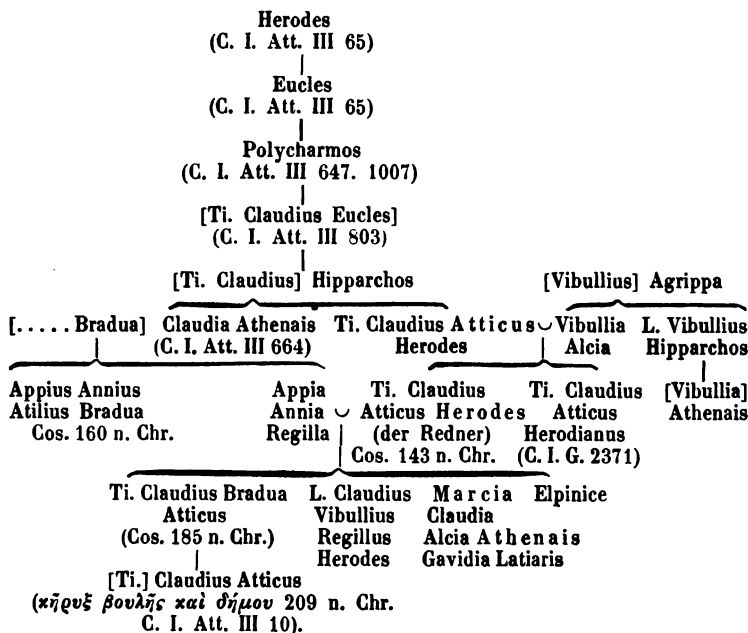 Herodes
(C. I. Att. III 65)
Eucles
(C. I. Att. III 65)
Polycharmos
(C. I. Att. III 647. 1007)
[Ti. Claudius Eucles]
(C. I. Att. III 803)
[Ti. Claudius] Hipparchos [Vibullius] Agrippa
[..... Bradua] Claudia Athenais Ti. Claudius Atticus Vibullia L. Vibullius
(C. I. Att. III 664) Herodes Alcia Hipparchos
Appius Annius Appia Ti. Claudius Ti. Claudius [Vibullia]
Atilius Bradua Annia Atticus Herodes Atticus Athenais
Cos. 160 n. Chr. Regilla (der Redner) Herodianus
Cos. 143 n. Chr. (C. I. G. 2371)
Ti. Claudius Bradua L. Claudius Marcia Elpinice
Atticus Vibullius Claudia
(Cos. 185 n. Chr.) Regillus Alcia Athenais
Herodes Gavidia Latiaris
[Ti.] Claudius Atticus
(κῆρυξ βουλῆς καὶ δήμου 209 n. Chr.
C. I. Att. III 10).